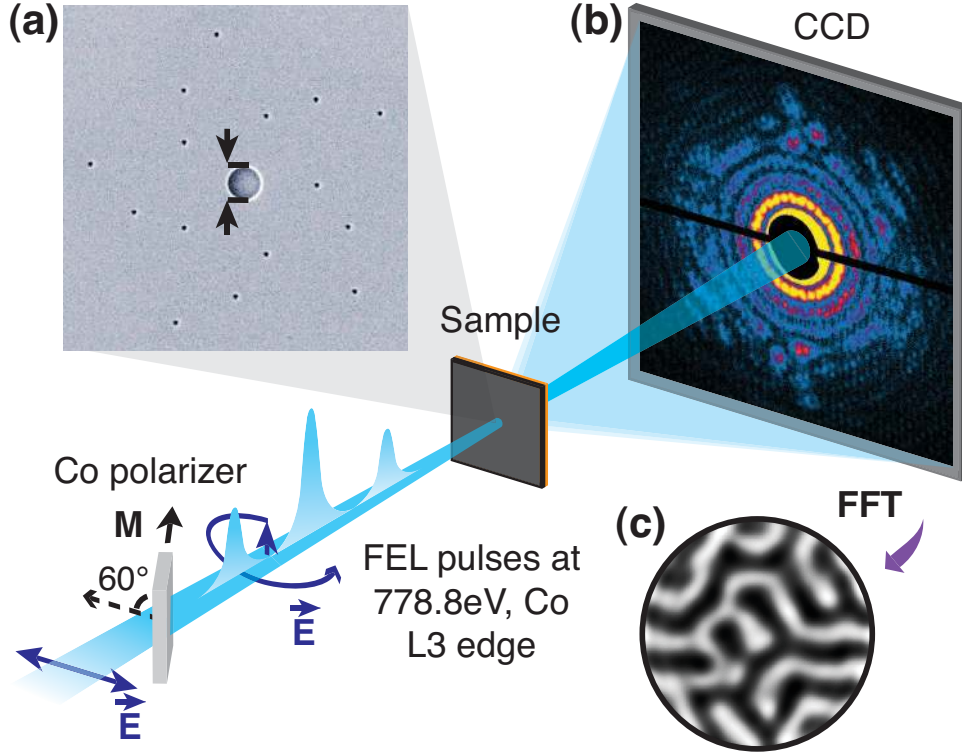 (a)
(b)
CCD
Sample
Co polarizer
M
60°
E
E
FEL pulses at
778.8eV, Co
L3 edge
(c)
FFT